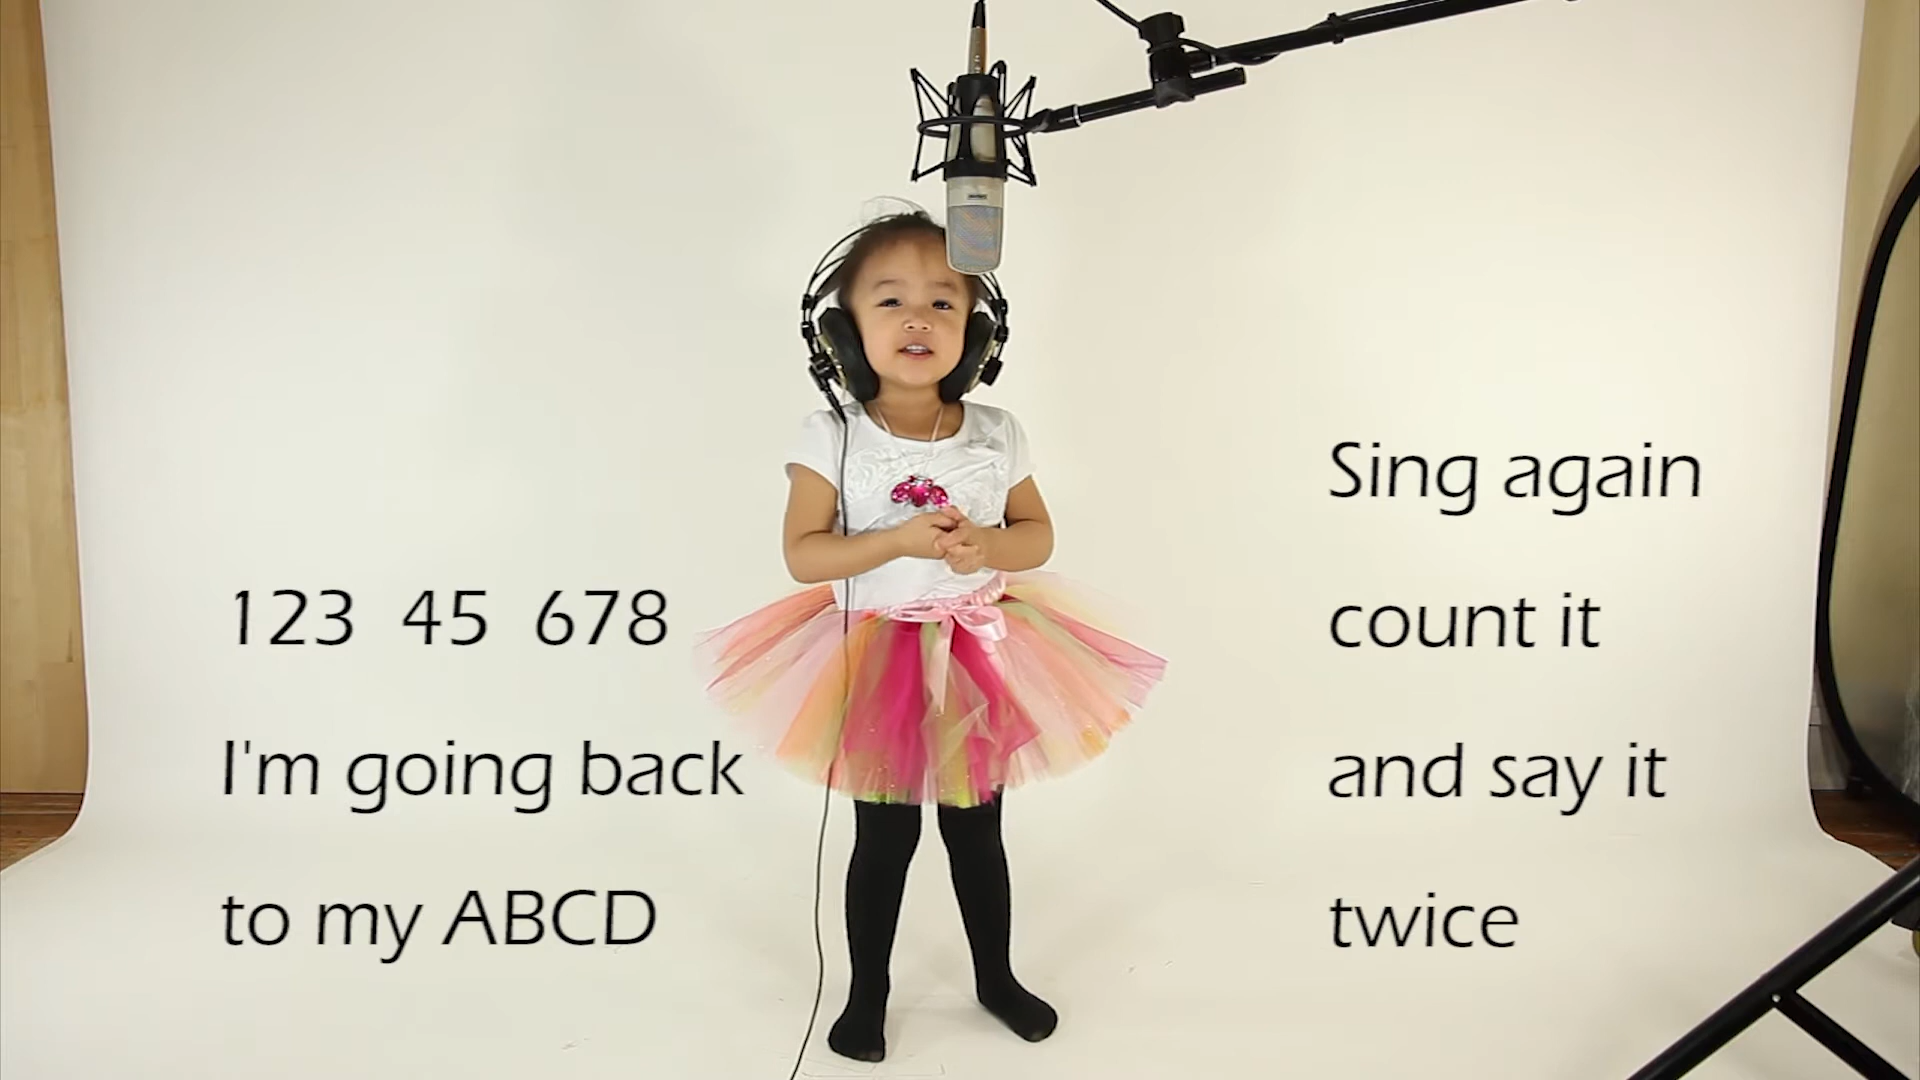 123 45 678
I'm going back
to my ABCD
Sing again
count it
and say it
twice